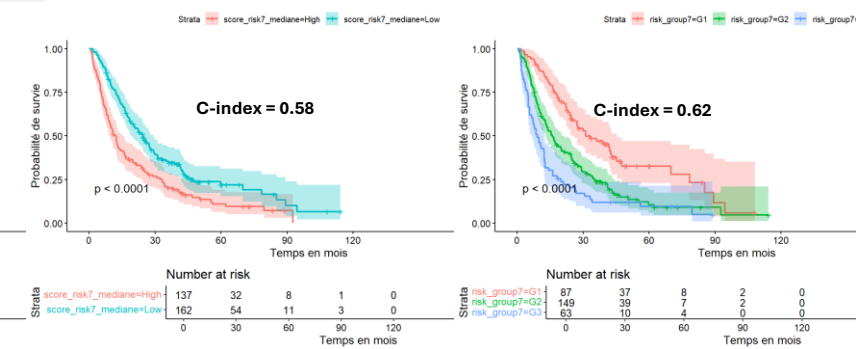 Strata score_risk7_mediane=High score_risk7_mediane=Low
1.00
0.75
0.50
0.25
0.00
Probabilité de survie
C-index = 0.58
p < 0.0001
0 30 60 90 120
Temps en mois
Number at risk
Strata
score_risk7_mediane=High 137 32 8 1 0
score_risk7_mediane=Low 162 54 11 3 0
0 30 60 90 120
Temps en mois
Strata risk_group7=G1 risk_group7=G2 risk_group7
1.00
0.75
0.50
0.25
0.00
Probabilité de survie
C-index = 0.62
p < 0.0001
0 30 60 90 120
Temps en mois
Number at risk
Strata
risk_group7=G1 87 37 8 2 0
risk_group7=G2 149 39 7 2 0
risk_group7=G3 63 10 4 0 0
0 30 60 90 120
Temps en mois